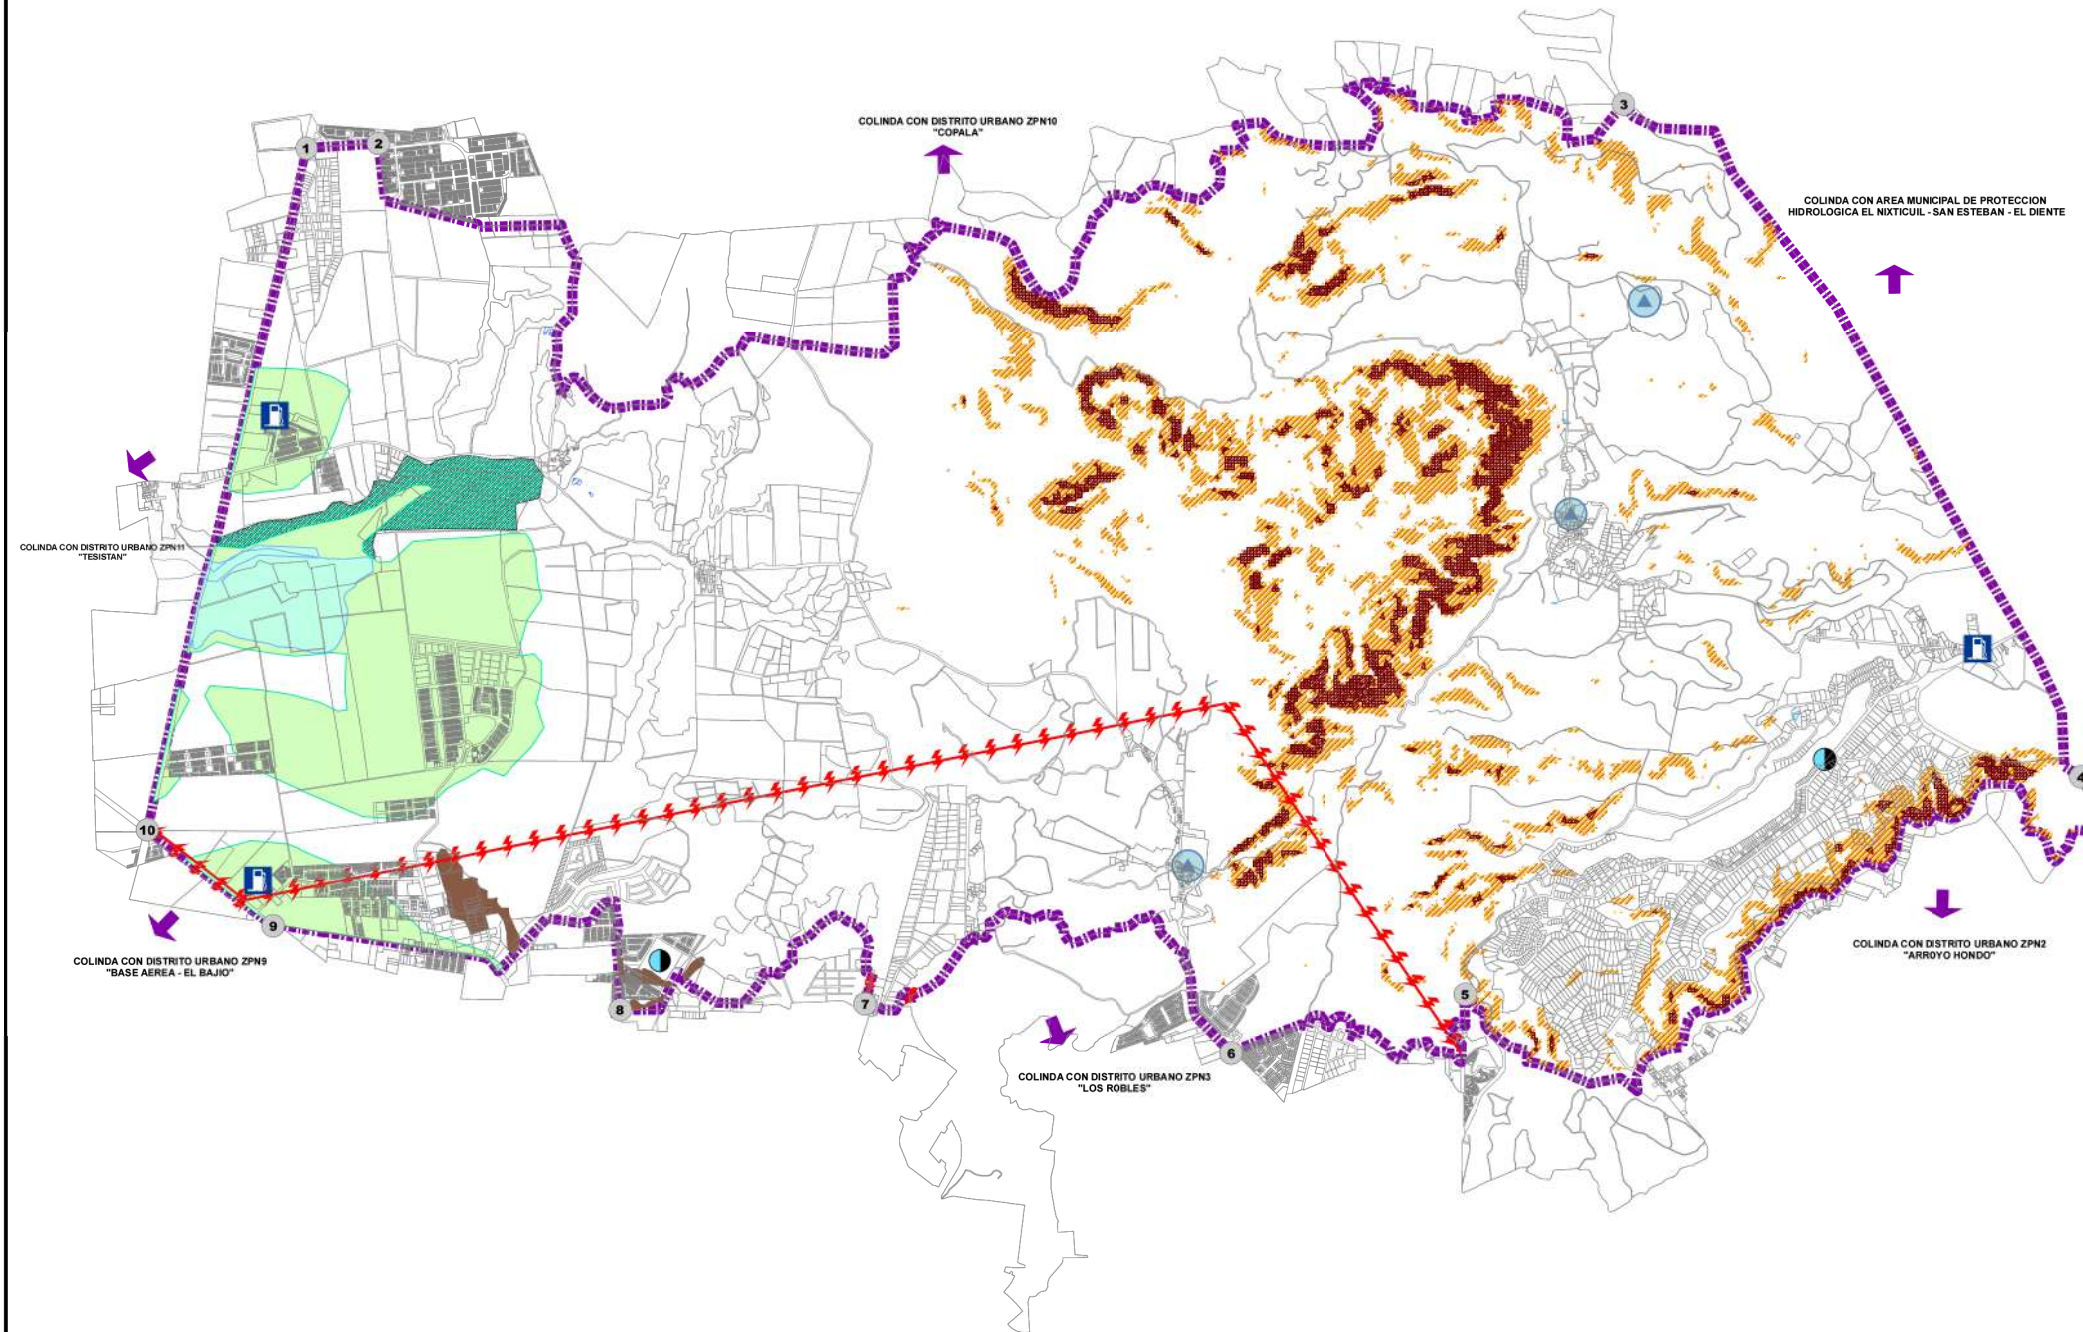 COLINDA CON DISTRITO URBANO ZPN10
"COPALA"
3
1
2
COLINDA CON AREA MUNICIPAL DE PROTECCION
HIDROLOGICA EL NIXTICUIL - SAN ESTEBAN - EL DIENTE
COLINDA CON DISTRITO URBANO ZPN11
"TESISTAN"
4
10
9
COLINDA CON DISTRITO URBANO ZPN9
"BASE AEREA - EL BAJIO"
COLINDA CON DISTRITO URBANO ZPN2
"ARR0YO HONDO"
5
7
8
6
COLINDA CON DISTRITO URBANO ZPN3
"LOS R0BLES"